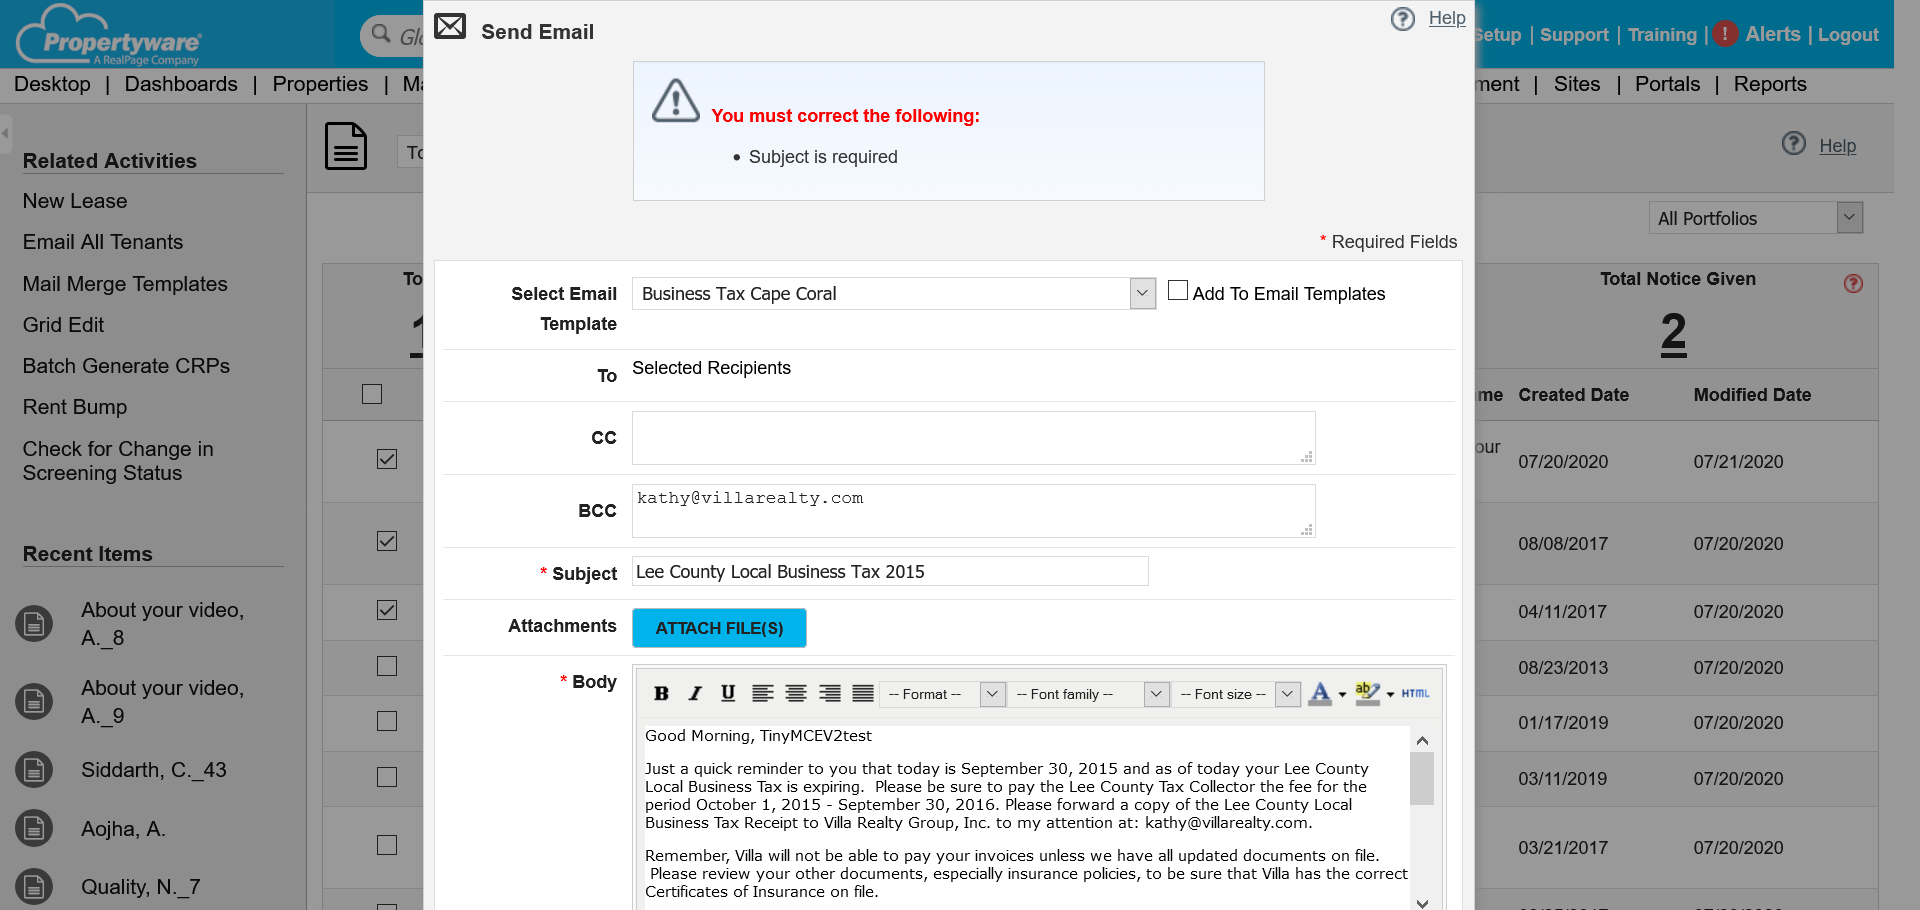 Propertyware
A RealPage Company
Glo
Send Email
Help
Setup | Support | Training | ! Alerts | Logout
Desktop | Dashboards | Properties | Ma
ment | Sites | Portals | Reports
You must correct the following:
• Subject is required
Help
To
All Portfolios
* Required Fields
Related Activities
New Lease
Email All Tenants
Mail Merge Templates
Grid Edit
Batch Generate CRPs
Rent Bump
Check for Change in
Screening Status
Recent Items
About your video,
A._8
About your video,
A._9
Siddarth, C._43
Aojha, A.
Quality, N._7
To
1
Select Email
Template
Business Tax Cape Coral
Add To Email Templates
To
Selected Recipients
CC
BCC
kathy@villarealty.com
* Subject
Lee County Local Business Tax 2015
Attachments
ATTACH FILE(S)
* Body
B I U -- Format -- -- Font family -- -- Font size -- A ab HTML
Good Morning, TinyMCEV2test
Just a quick reminder to you that today is September 30, 2015 and as of today your Lee County
Local Business Tax is expiring.  Please be sure to pay the Lee County Tax Collector the fee for the
period October 1, 2015 - September 30, 2016. Please forward a copy of the Lee County Local
Business Tax Receipt to Villa Realty Group, Inc. to my attention at: kathy@villarealty.com.
Remember, Villa will not be able to pay your invoices unless we have all updated documents on file.
Please review your other documents, especially insurance policies, to be sure that Villa has the correct
Certificates of Insurance on file.
Total Notice Given
2
me Created Date Modified Date
our
07/20/2020 07/21/2020
08/08/2017 07/20/2020
04/11/2017 07/20/2020
08/23/2013 07/20/2020
01/17/2019 07/20/2020
03/11/2019 07/20/2020
03/21/2017 07/20/2020